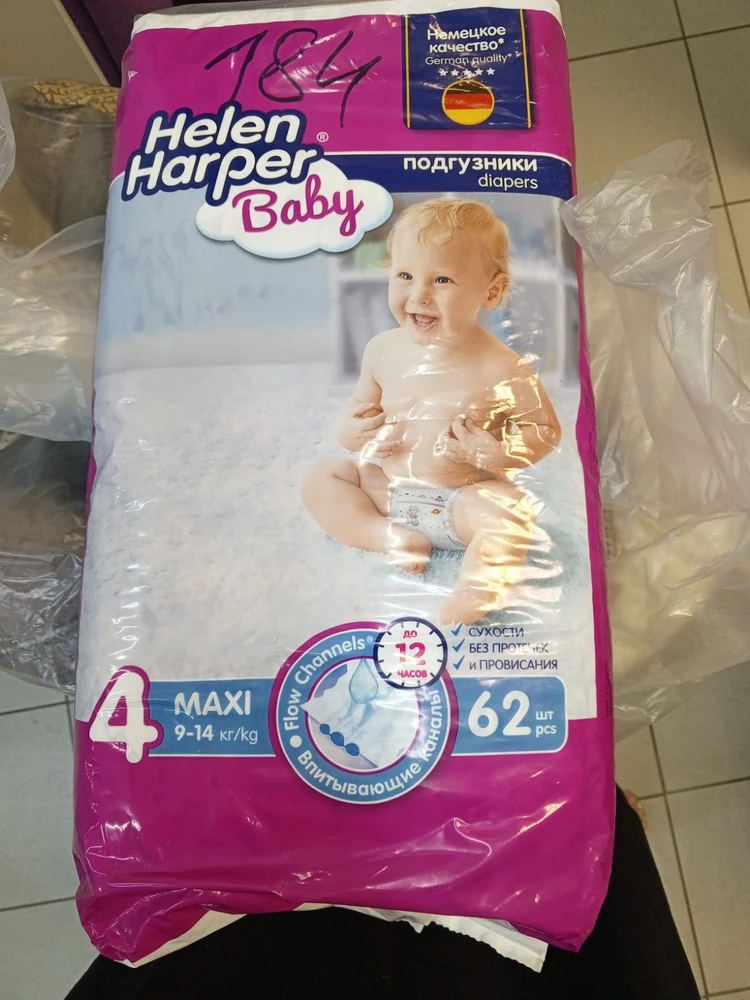 184
Немецкое
качество*
German quality*
Helen
Harper®
Baby
подгузники
diapers
до
12
часов
сухости
без протечек
и провисания
Flow Channels®
Впитывающие каналы
4
MAXI
9-14 кг/kg
62 шт
pcs